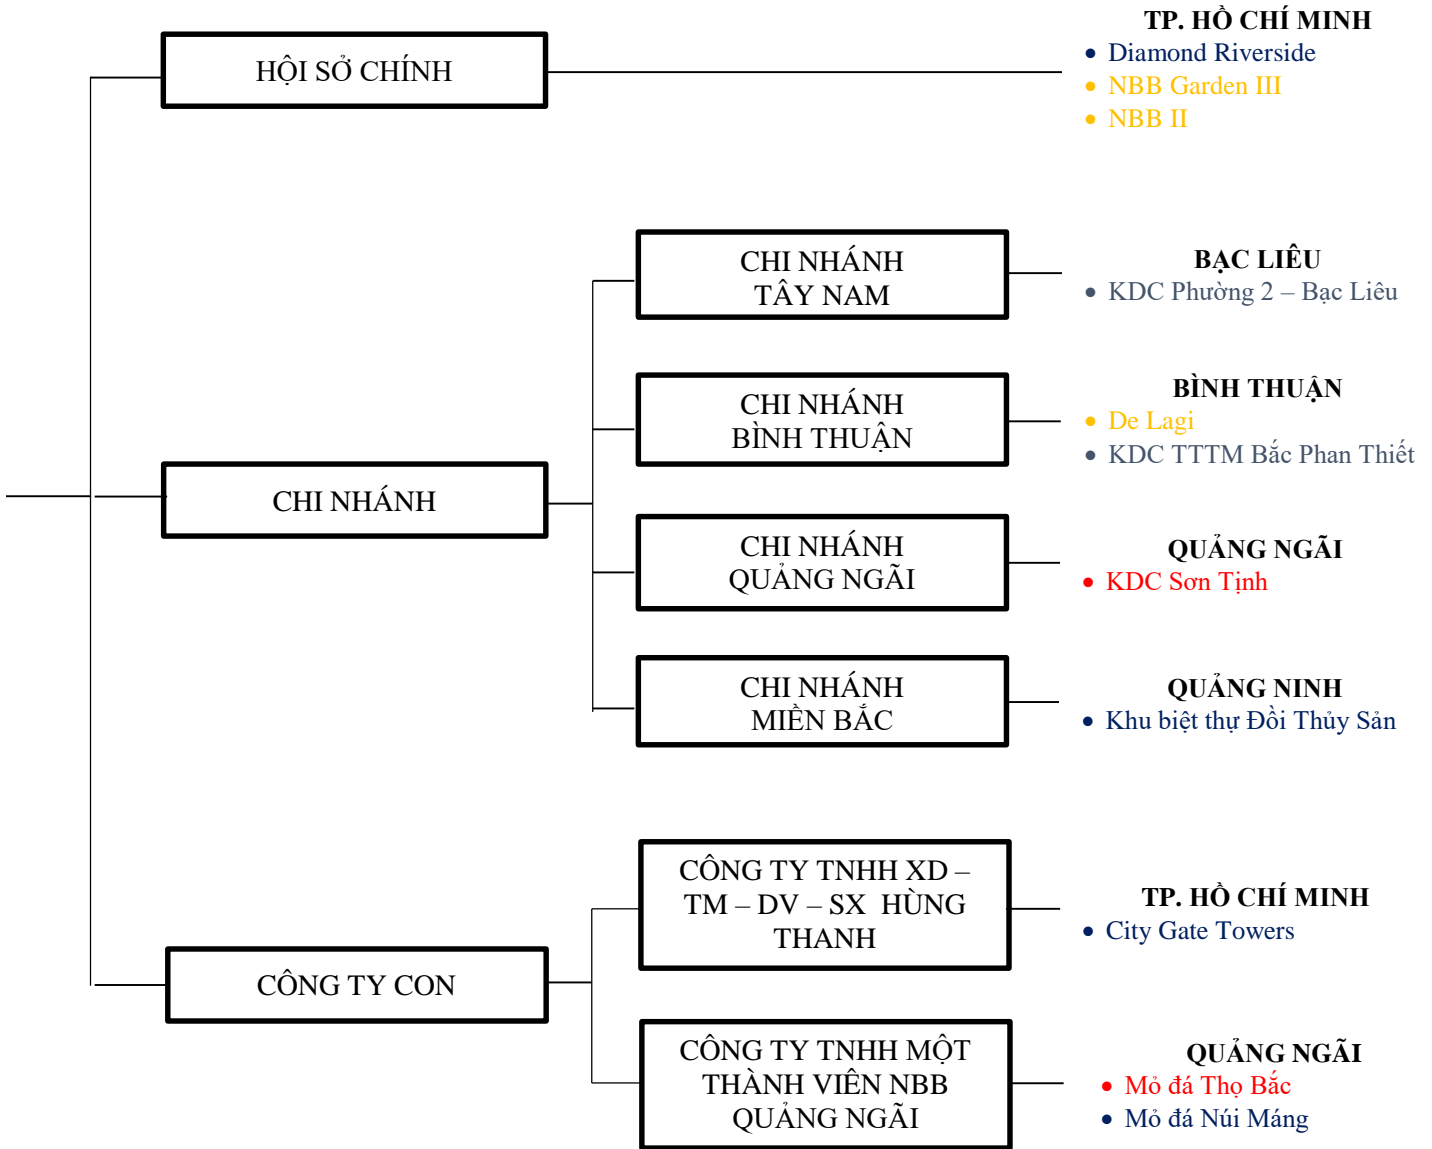 TP. HỒ CHÍ MINH
HỘI SỞ CHÍNH
• Diamond Riverside
• NBB Garden III
• NBB II
CHI NHÁNH
TÂY NAM
BẠC LIÊU
• KDC Phường 2 – Bạc Liêu
CHI NHÁNH
BÌNH THUẬN
BÌNH THUẬN
• De Lagi
• KDC TTTM Bắc Phan Thiết
CHI NHÁNH
CHI NHÁNH
QUẢNG NGÃI
QUẢNG NGÃI
• KDC Sơn Tịnh
CHI NHÁNH
MIỀN BẮC
QUẢNG NINH
• Khu biệt thự Đồi Thủy Sản
CÔNG TY CON
CÔNG TY TNHH XD –
TM – DV – SX HÙNG
THANH
TP. HỒ CHÍ MINH
• City Gate Towers
CÔNG TY TNHH MỘT
THÀNH VIÊN NBB
QUẢNG NGÃI
QUẢNG NGÃI
• Mỏ đá Thọ Bắc
• Mỏ đá Núi Máng